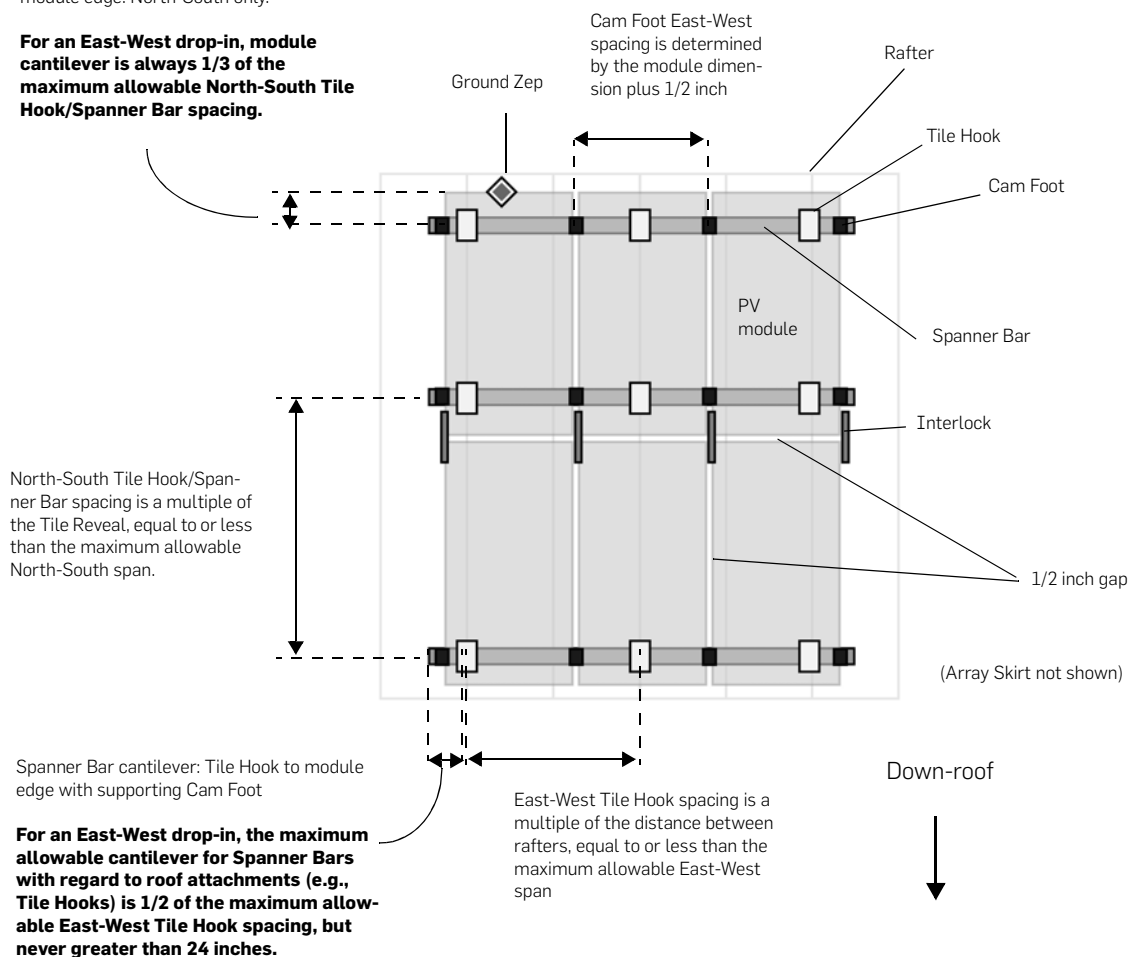 module edge. North-South only.
For an East-West drop-in, module
cantilever is always 1/3 of the
maximum allowable North-South Tile
Hook/Spanner Bar spacing.
Ground Zep
Cam Foot East-West
spacing is determined
by the module dimen-
sion plus 1/2 inch
Rafter
Tile Hook
Cam Foot
PV
module
Spanner Bar
Interlock
North-South Tile Hook/Span-
ner Bar spacing is a multiple of
the Tile Reveal, equal to or less
than the maximum allowable
North-South span.
1/2 inch gap
(Array Skirt not shown)
Spanner Bar cantilever: Tile Hook to module
edge with supporting Cam Foot
For an East-West drop-in, the maximum
allowable cantilever for Spanner Bars
with regard to roof attachments (e.g.,
Tile Hooks) is 1/2 of the maximum allow-
able East-West Tile Hook spacing, but
never greater than 24 inches.
East-West Tile Hook spacing is a
multiple of the distance between
rafters, equal to or less than the
maximum allowable East-West
span
Down-roof